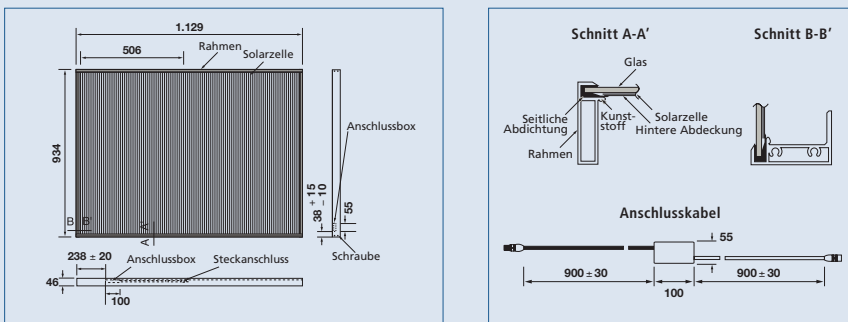 1.129
506
Rahmen
Solarzelle
934
Anschlussbox
38 + 15
– 10
55
B B'
A A'
Schraube
238 ± 20
Anschlussbox
Steckanschluss
46
100
Schnitt A-A'
Schnitt B-B'
Glas
Seitliche
Abdichtung
Kunst-
stoff
Solarzelle
Hintere Abdeckung
Rahmen
Anschlusskabel
55
900 ± 30
100
900 ± 30